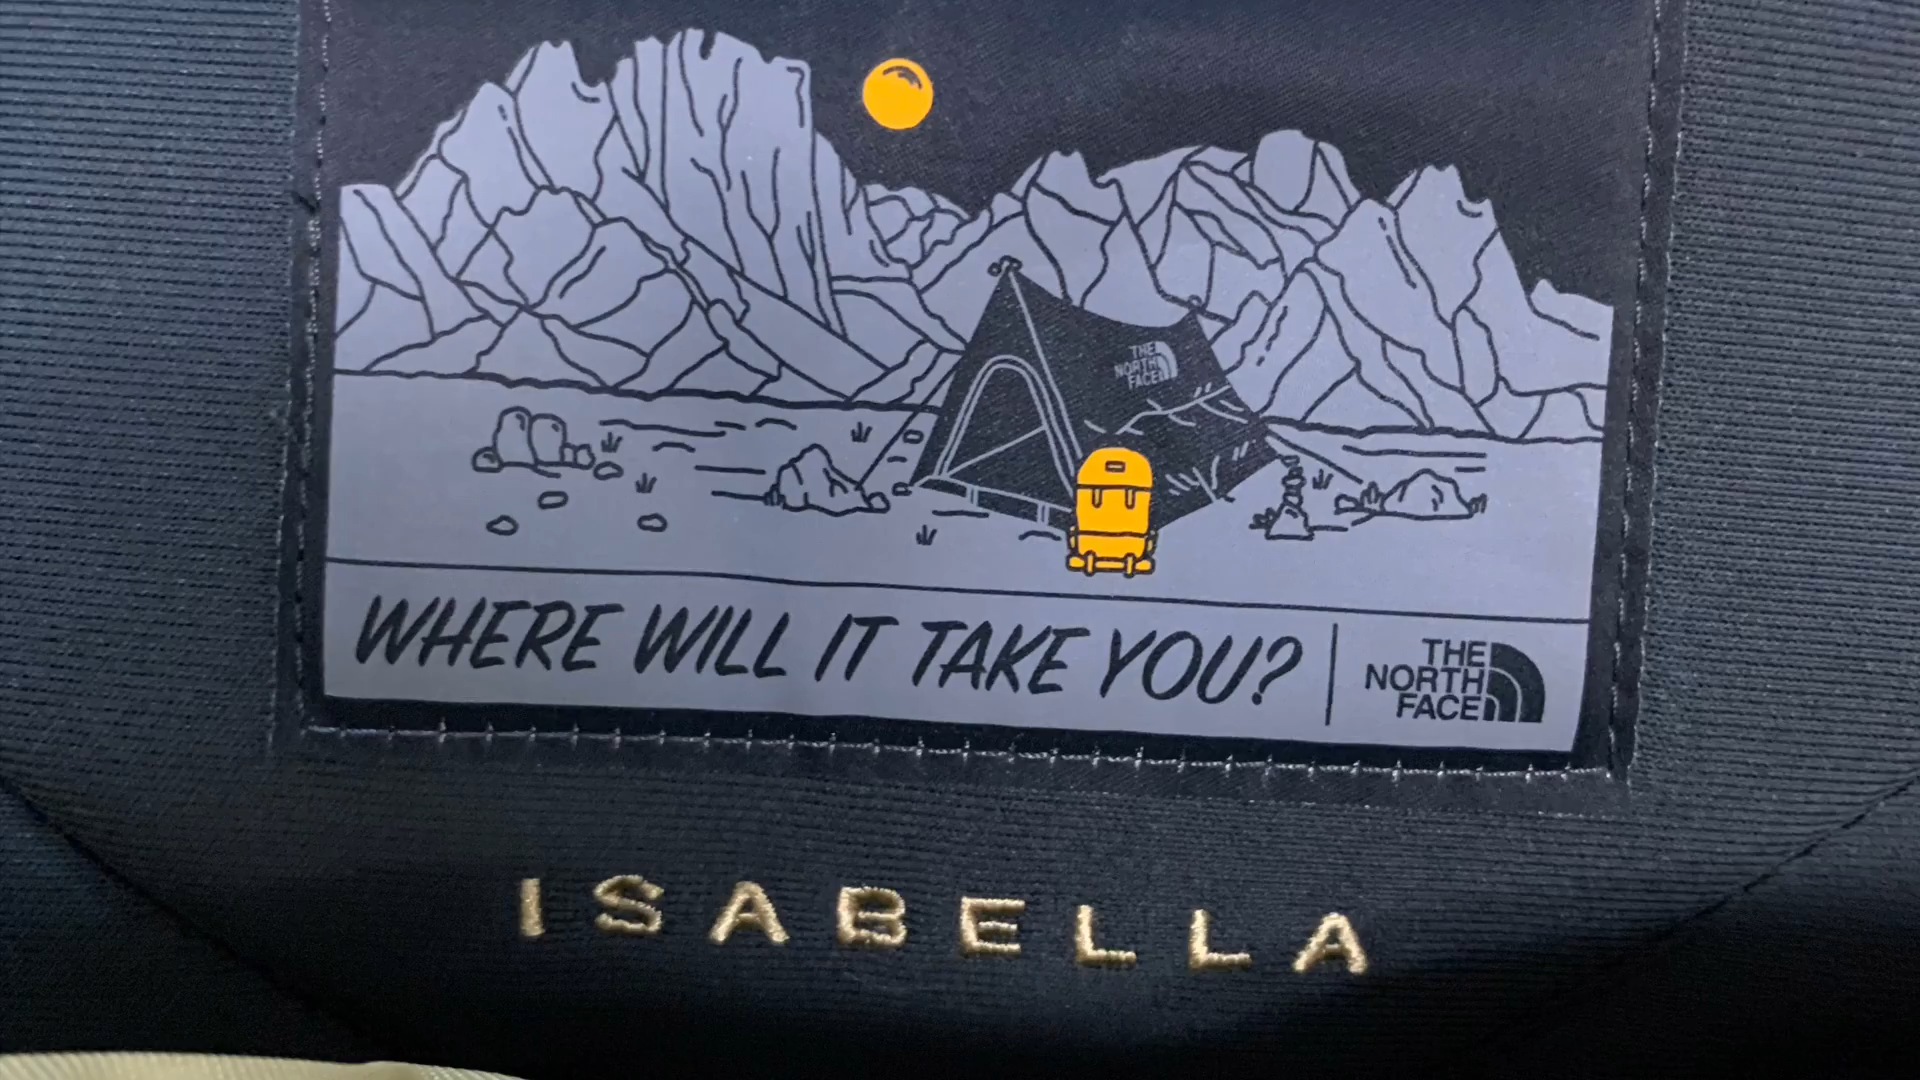 THE
NORTH
FACE
WHERE WILL IT TAKE YOU?
THE
NORTH
FACE
ISABELLA